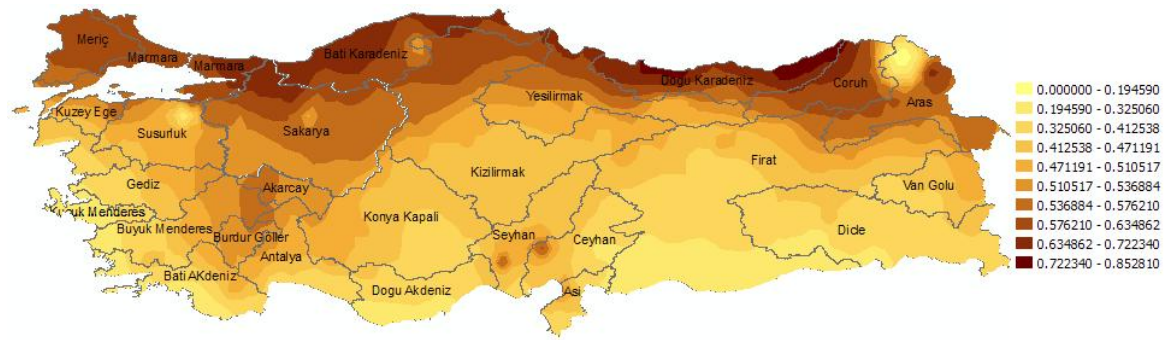 Meriç
Marmara
Marmara
Bati Karadeniz
Dogu Karadeniz
Coruh
Aras
Kuzey Ege
Susurluk
Sakarya
Yesilirmak
Firat
Van Golu
Gediz
Akarcay
Kizilirmak
Kuçuk Menderes
Buyuk Menderes
Burdur Göller
Konya Kapali
Seyhan
Ceyhan
Dicle
Antalya
Bati AKdeniz
Dogu Akdeniz
Asi
0.000000 - 0.194590
0.194590 - 0.325060
0.325060 - 0.412538
0.412538 - 0.471191
0.471191 - 0.510517
0.510517 - 0.536884
0.536884 - 0.576210
0.576210 - 0.634862
0.634862 - 0.722340
0.722340 - 0.852810